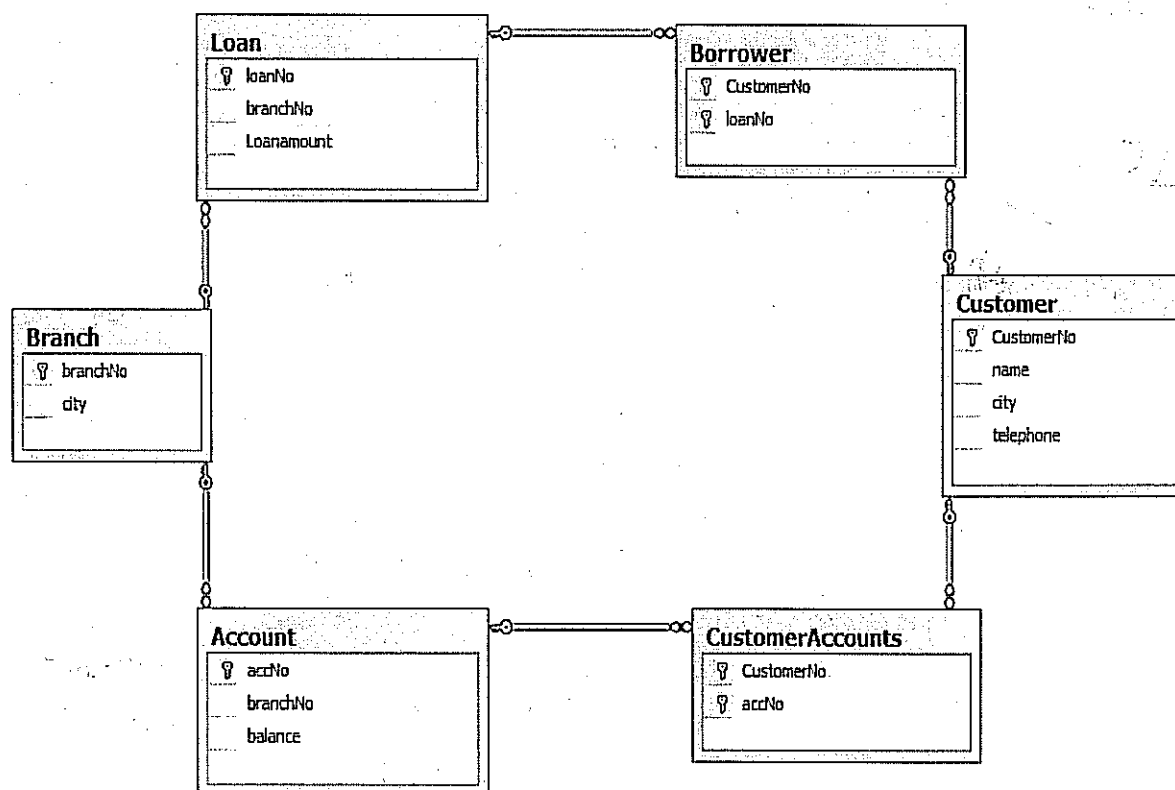 Loan
loanNo
branchNo
Loanamount
Borrower
CustomerNo
loanNo
Branch
branchNo
city
Customer
CustomerNo
name
city
telephone
Account
accNo
branchNo
balance
CustomerAccounts
CustomerNo
accNo